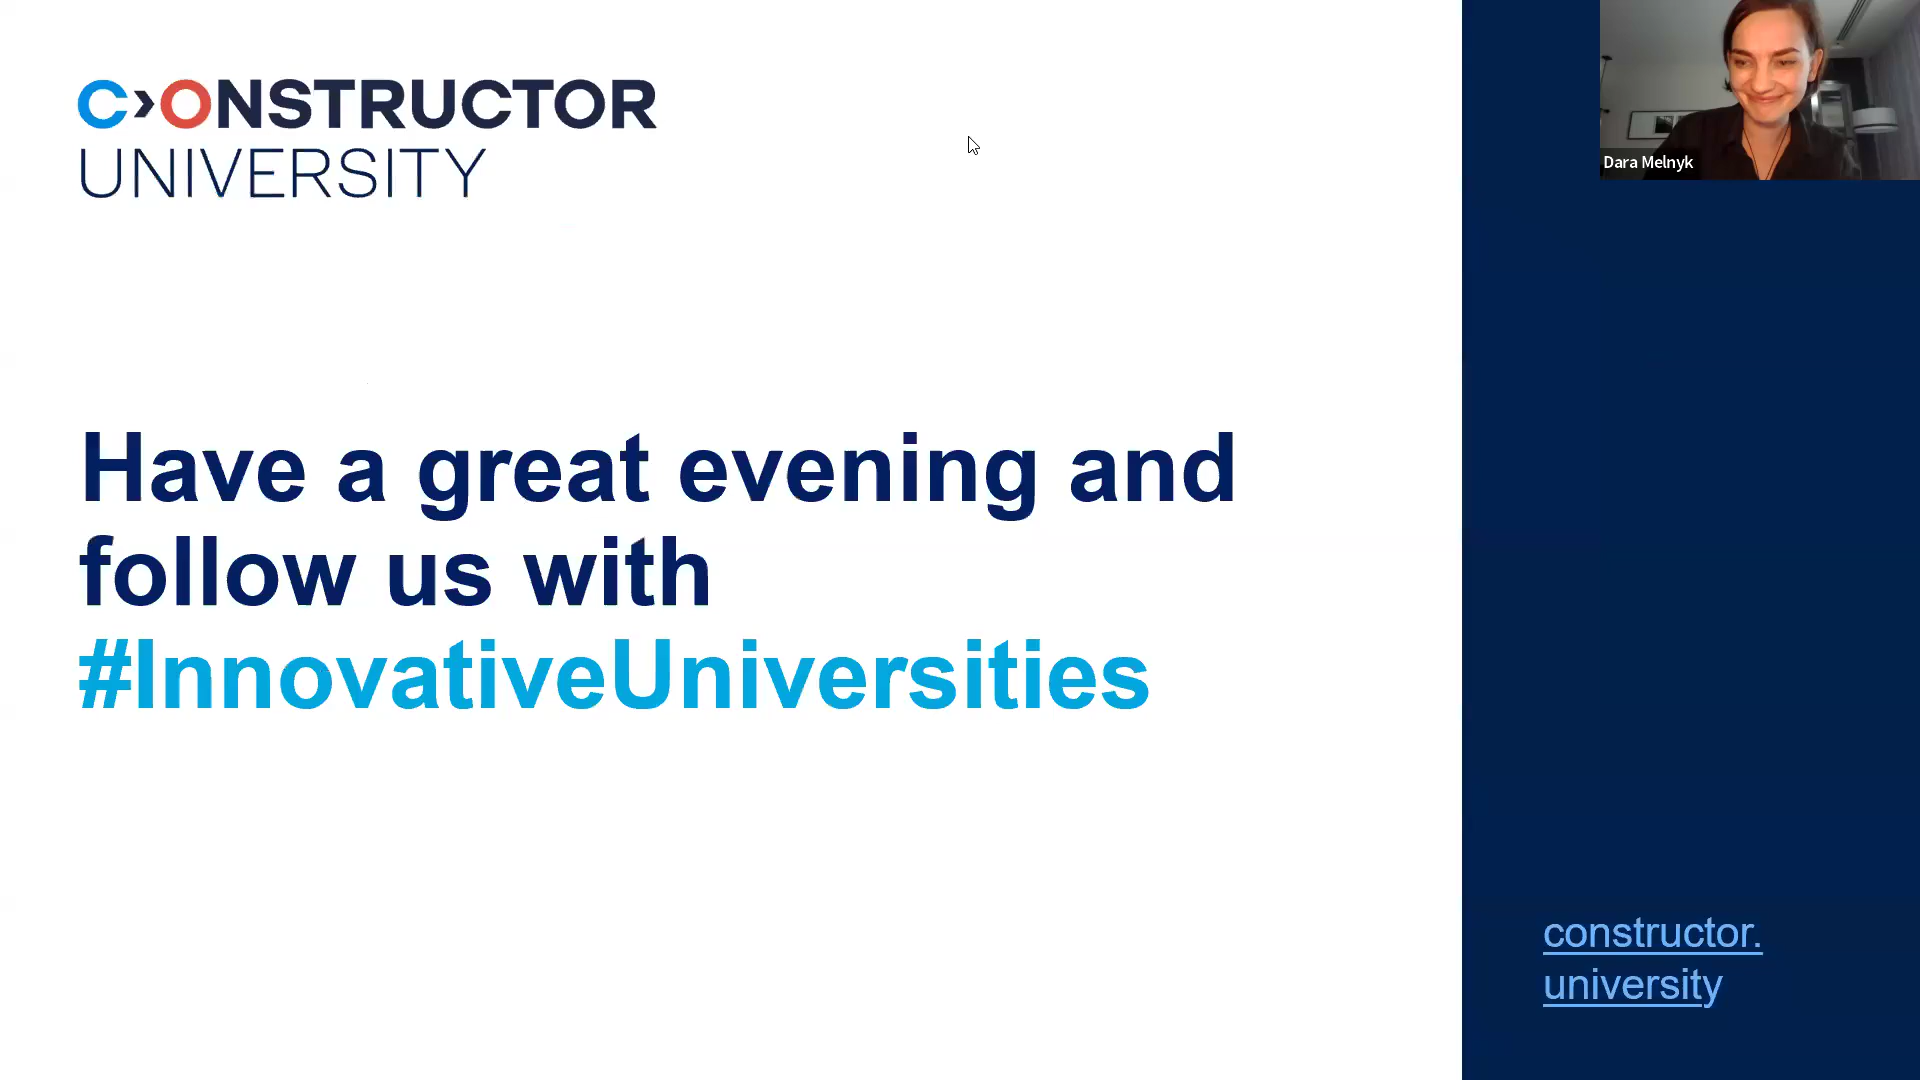 C›ONSTRUCTOR
UNIVERSITY
Dara Melnyk
Have a great evening and
follow us with
#InnovativeUniversities
constructor.
university